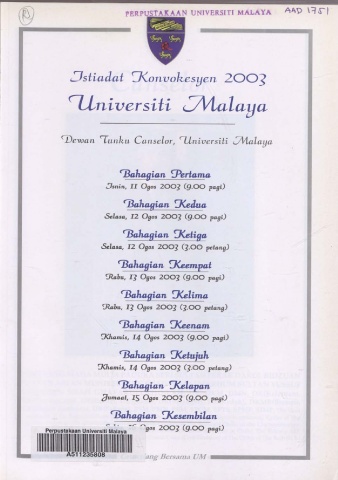 PERPUSTAKAAN UNIVERSITI MALAYA
AAD 1751
Istiadat Konvokesyen 2003
Universiti Malaya
Dewan Tunku Canselor, Universiti Malaya
Bahagian Pertama
Isnin, 11 Ogos 2003 (9.00 pagi)
Bahagian Kedua
Selasa, 12 Ogos 2003 (9.00 pagi)
Bahagian Ketiga
Selasa, 12 Ogos 2003 (3.00 petang)
Bahagian Keempat
Rabu, 13 Ogos 2003 (9.00 pagi)
Bahagian Kelima
Rabu, 13 Ogos 2003 (3.00 petang)
Bahagian Keenam
Khamis, 14 Ogos 2003 (9.00 pagi)
Bahagian Ketujuh
Khamis, 14 Ogos 2003 (3.00 petang)
Bahagian Kelapan
Jumaat, 15 Ogos 2003 (9.00 pagi)
Bahagian Kesembilan
2003 (9.00 pagi)
Perpustakaan Universiti Malaya
A511235808
Bersama UM